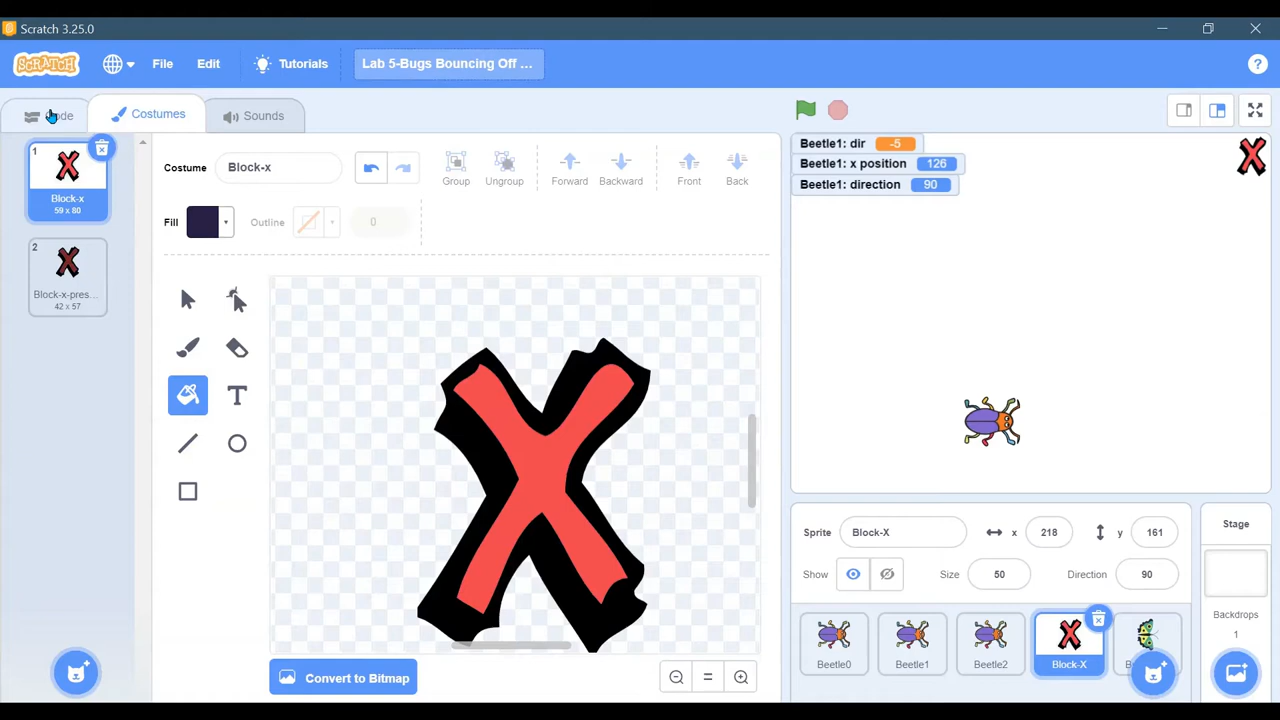 Scratch 3.25.0
SCRATCH File Edit Tutorials Lab 5-Bugs Bouncing Off ... ?
Costumes Sounds
1
Block-x
59 x 80
2
Block-x-pres...
42 x 57
Costume Block-x Group Ungroup Forward Backward Front Back
Fill Outline 0
T
Convert to Bitmap
Beetle1: dir -5
Beetle1: x position 126
Beetle1: direction 90
Sprite Block-X x 218 y 161
Show Size 50 Direction 90
Beetle0 Beetle1 Beetle2 Block-X
Stage
Backdrops
1